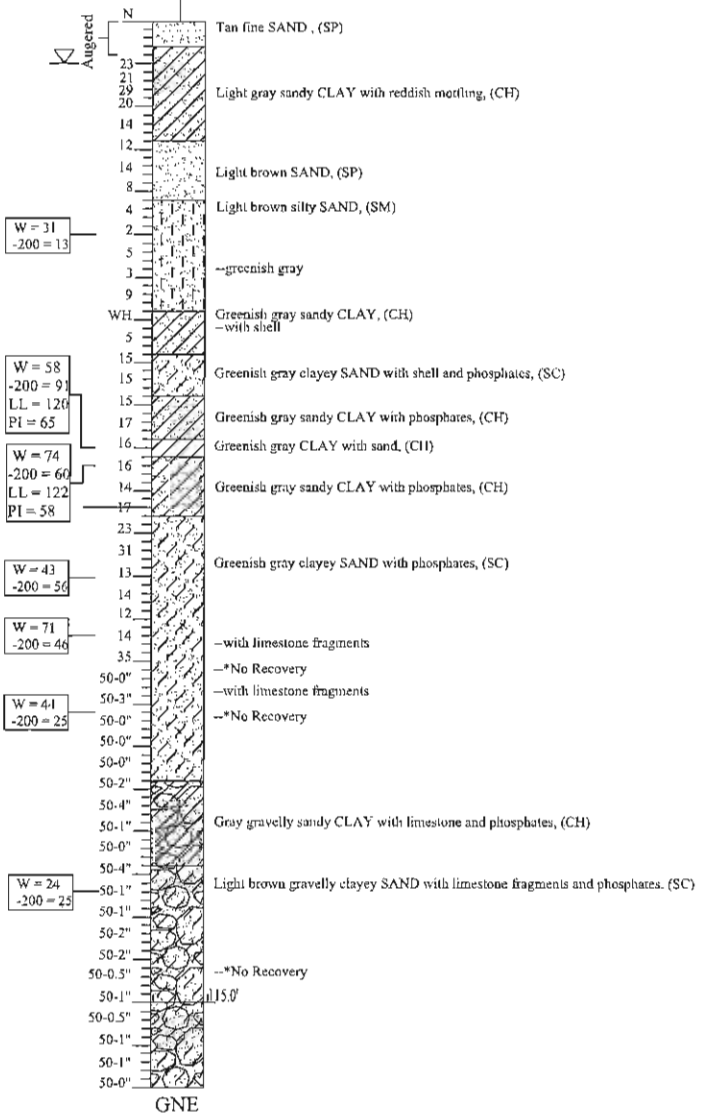 N
Augered
Tan fine SAND , (SP)
23
21
29
Light gray sandy CLAY with reddish mottling, (CH)
20
14
12
14
Light brown SAND, (SP)
8
4
Light brown silty SAND, (SM)
W = 31
-200 = 13
2
5
3
--greenish gray
9
WH
Greenish gray sandy CLAY, (CH)
--with shell
5
15
W = 58
-200 = 91
LL = 120
PI = 65
15
Greenish gray clayey SAND with shell and phosphates, (SC)
15
17
Greenish gray sandy CLAY with phosphates, (CH)
16
Greenish gray CLAY with sand, (CH)
W = 74
-200 = 60
LL = 122
PI = 58
16
14
Greenish gray sandy CLAY with phosphates, (CH)
17
23
31
Greenish gray clayey SAND with phosphates, (SC)
W = 43
-200 = 56
13
14
12
W = 71
-200 = 46
14
--with limestone fragments
35
--*No Recovery
50-0"
--with limestone fragments
50-3"
W = 41
-200 = 25
50-0"
--*No Recovery
50-0"
50-0"
50-2"
50-4"
50-1"
Gray gravelly sandy CLAY with limestone and phosphates, (CH)
50-0"
50-4"
W = 24
-200 = 25
50-1"
Light brown gravelly clayey SAND with limestone fragments and phosphates. (SC)
50-1"
50-2"
50-2"
50-0.5"
--*No Recovery
50-1"
115.0'
50-0.5"
50-1"
50-1"
50-0"
GNE